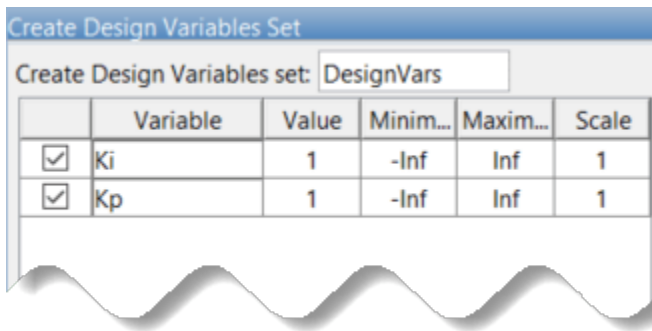 Create Design Variables Set
Create Design Variables set: DesignVars
Variable Value Minim... Maxim... Scale
Ki 1 -Inf Inf 1
Kp 1 -Inf Inf 1